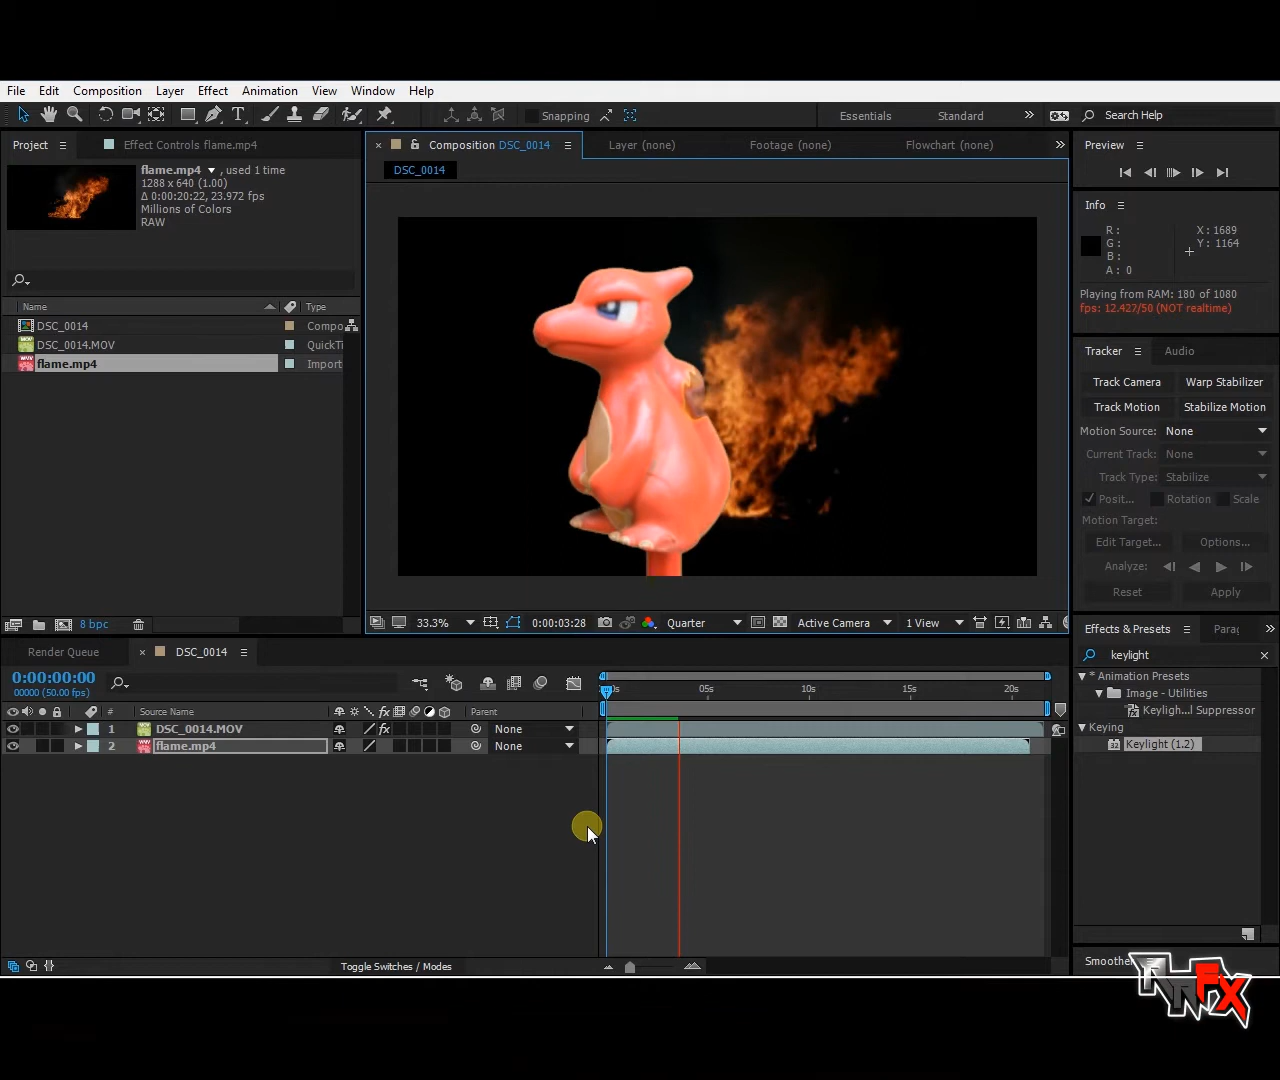 File Edit Composition Layer Effect Animation View Window Help
Snapping Essentials Standard » Search Help
Project Effect Controls flame.mp4
Composition DSC_0014 Layer (none) Footage (none) Flowchart (none) »
DSC_0014
flame.mp4 , used 1 time
1288 x 640 (1.00)
Δ 0:00:20:22, 23.972 fps
Millions of Colors
RAW
Name Type
DSC_0014 Compo
DSC_0014.MOV QuickTi
flame.mp4 Import
8 bpc
33.3% 0:00:03:28 Quarter Active Camera 1 View
Preview
Info
R : X : 1689
G : Y : 1164
B :
A : 0
Playing from RAM: 180 of 1080
fps: 12.427/50 (NOT realtime)
Tracker Audio
Track Camera Warp Stabilizer
Track Motion Stabilize Motion
Motion Source: None
Current Track: None
Track Type: Stabilize
Posit... Rotation Scale
Motion Target:
Edit Target... Options...
Analyze:
Reset Apply
Effects & Presets Parag »
keylight
* Animation Presets
Image - Utilities
Keyligh...l Suppressor
Keying
32 Keylight (1.2)
Smoother
Render Queue DSC_0014
0:00:00:00
00000 (50.00 fps)
# Source Name fx Parent
1 DSC_0014.MOV fx None
2 flame.mp4 None
05s 10s 15s 20s
Toggle Switches / Modes